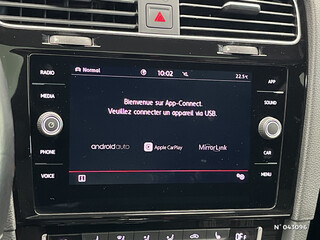 Normal 10:02 22.5°C
RADIO
APP
MEDIA
SOUND
Bienvenue sur App-Connect.
Veuillez connecter un appareil via USB.
androidauto Apple CarPlay MirrorLink
PHONE
CAR
VOICE
MENU
N° 043096